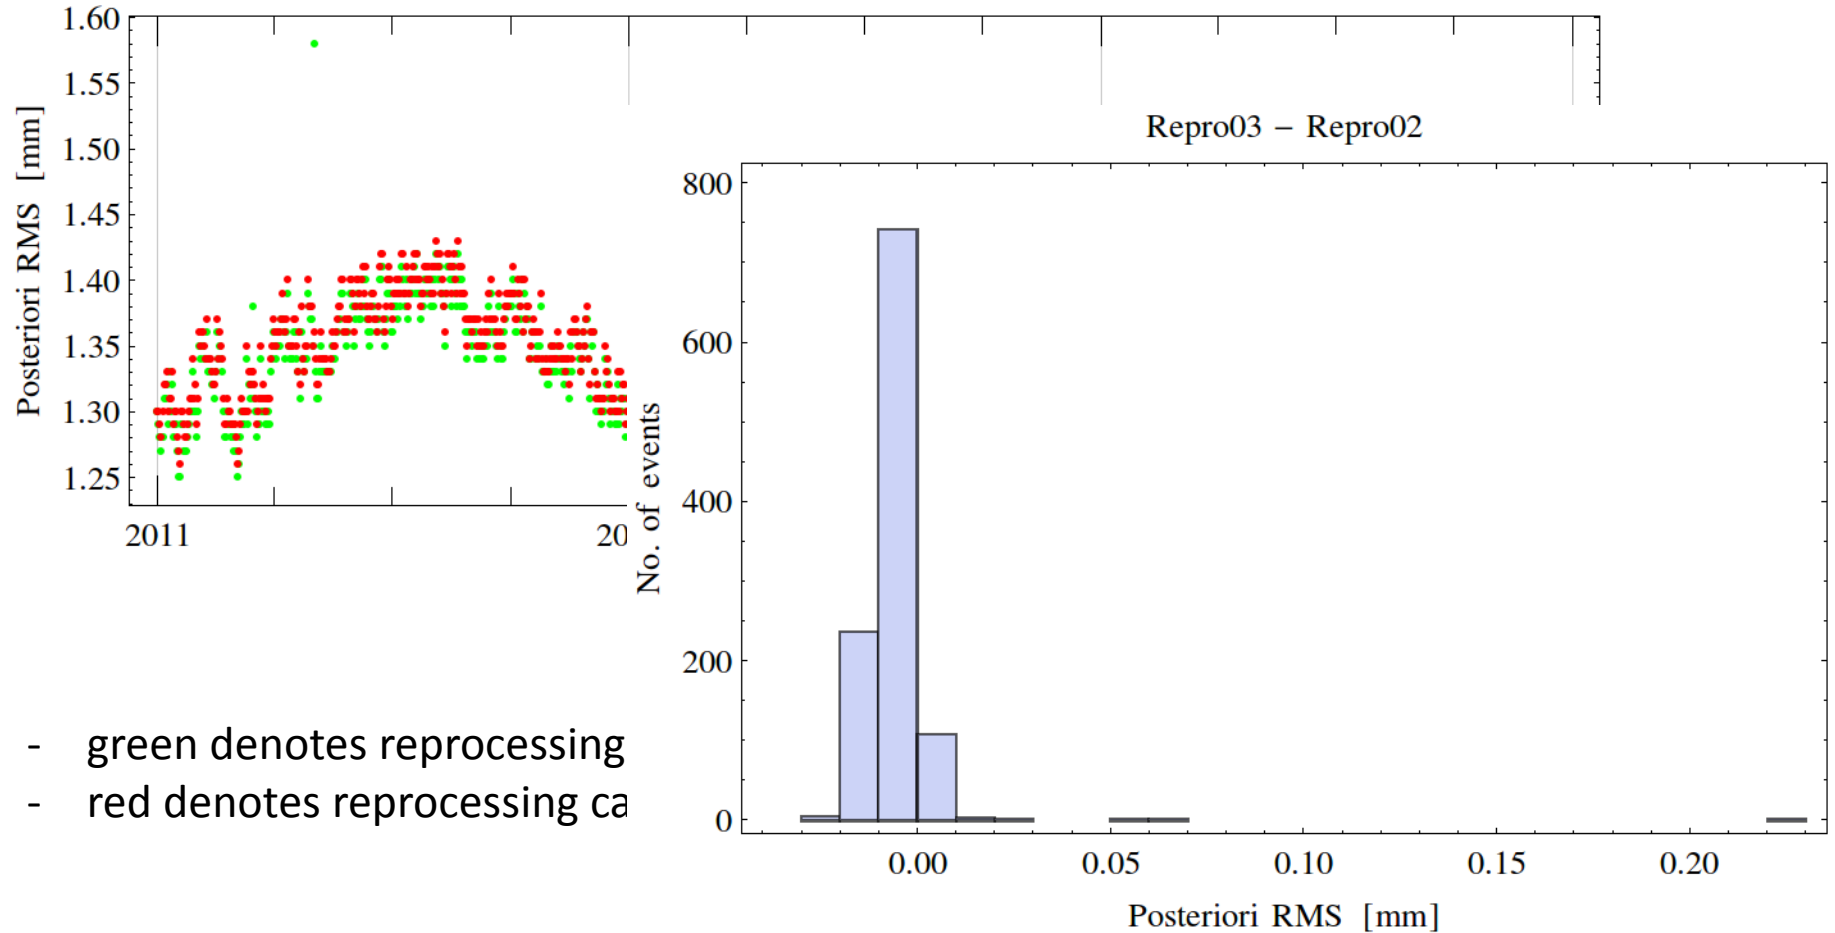 1.60
1.55
1.50
1.45
1.40
1.35
1.30
1.25
Posteriori RMS [mm]
2011
20
Repro03 − Repro02
800
600
400
200
0
No. of events
0.00 0.05 0.10 0.15 0.20
Posteriori RMS [mm]
- green denotes reprocessing
- red denotes reprocessing ca